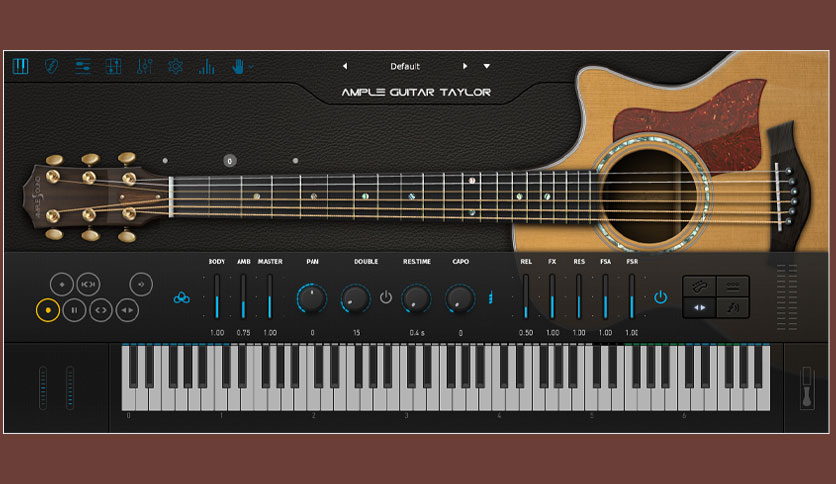 Default
AMPLE GUITAR TAYLOR
0
AMPLE SOUND
BODY AMB MASTER PAN DOUBLE RES.TIME CAPO REL FX RES FSA FSR
1.00 0.75 1.00 0 15 0.4 s 0 0.50 1.00 1.00 1.00 1.00
0 1 2 3 4 5 6